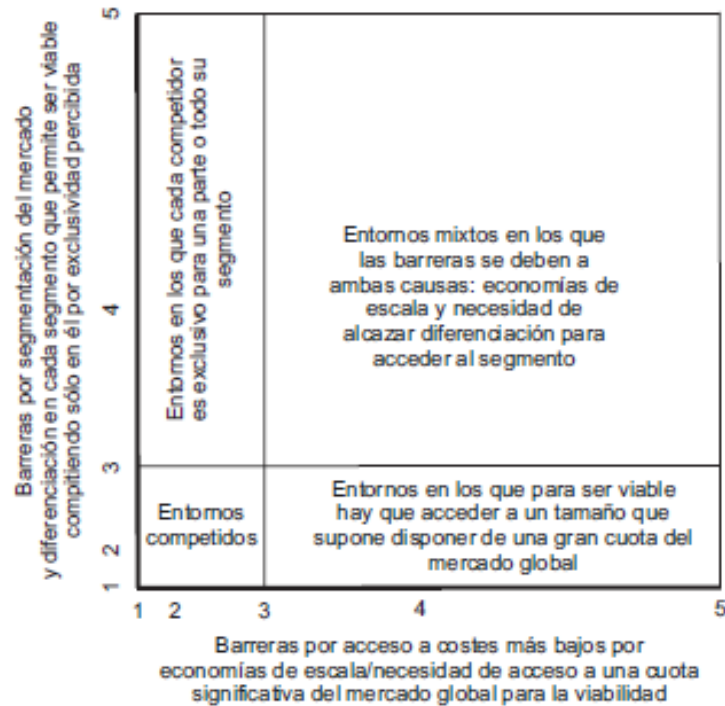 Barreras por segmentación del mercado
y diferenciación en cada segmento que permite ser viable
compitiendo sólo en él por exclusividad percibida
5
4
3
2
1
Entornos en los que cada competidor
es exclusivo para una parte o todo su
segmento
Entornos mixtos en los que
las barreras se deben a
ambas causas: economías de
escala y necesidad de
alcazar diferenciación para
acceder al segmento
Entornos
competidos
Entornos en los que para ser viable
hay que acceder a un tamaño que
supone disponer de una gran cuota del
mercado global
1 2 3 4 5
Barreras por acceso a costes más bajos por
economías de escala/necesidad de acceso a una cuota
significativa del mercado global para la viabilidad